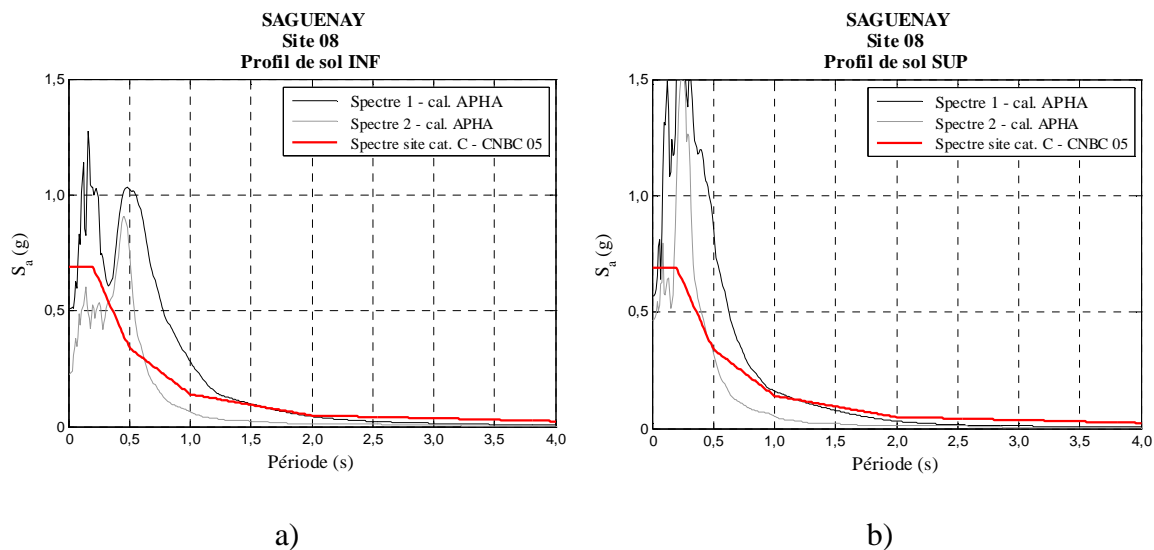 SAGUENAY
Site 08
Profil de sol INF
1,5
1,0
0,5
0
S_a (g)
Spectre 1 - cal. APHA
Spectre 2 - cal. APHA
Spectre site cat. C - CNBC 05
0 0,5 1,0 1,5 2,0 2,5 3,0 3,5 4,0
Période (s)
a)
SAGUENAY
Site 08
Profil de sol SUP
1,5
1,0
0,5
0
S_a (g)
Spectre 1 - cal. APHA
Spectre 2 - cal. APHA
Spectre site cat. C - CNBC 05
0 0,5 1,0 1,5 2,0 2,5 3,0 3,5 4,0
Période (s)
b)